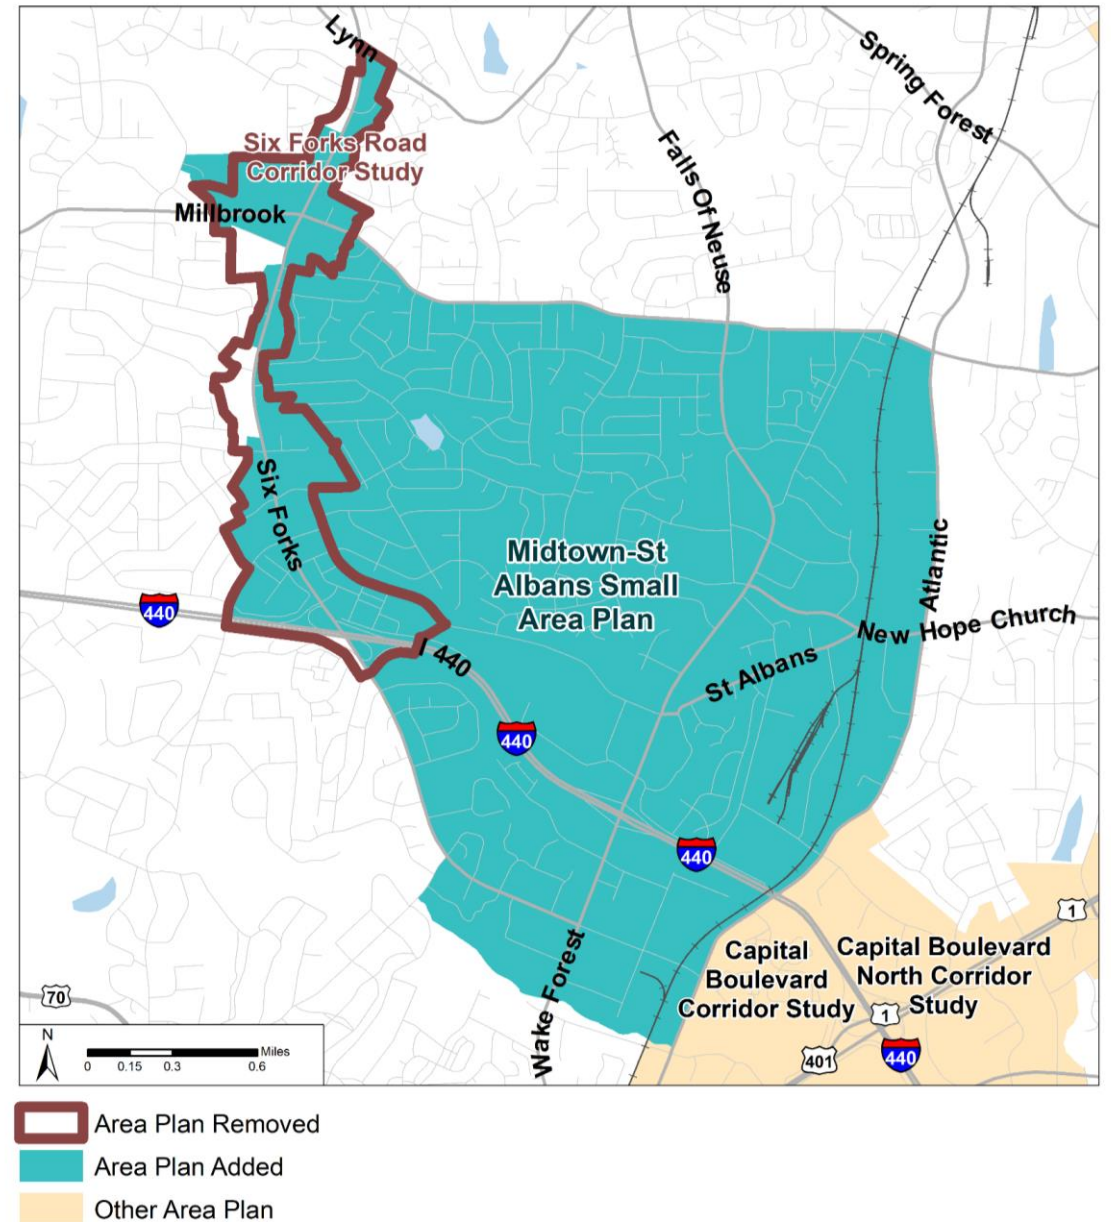 Lynn
Spring Forest
Six Forks Road
Corridor Study
Falls Of Neuse
Millbrook
Six Forks
Midtown-St
Albans Small
Area Plan
Atlantic
440
New Hope Church
I 440
St Albans
440
440
1
Capital
Boulevard
Corridor Study
Capital Boulevard
North Corridor
Study
Wake Forest
70
1
401
440
N
Miles
0 0.15 0.3 0.6
Area Plan Removed
Area Plan Added
Other Area Plan